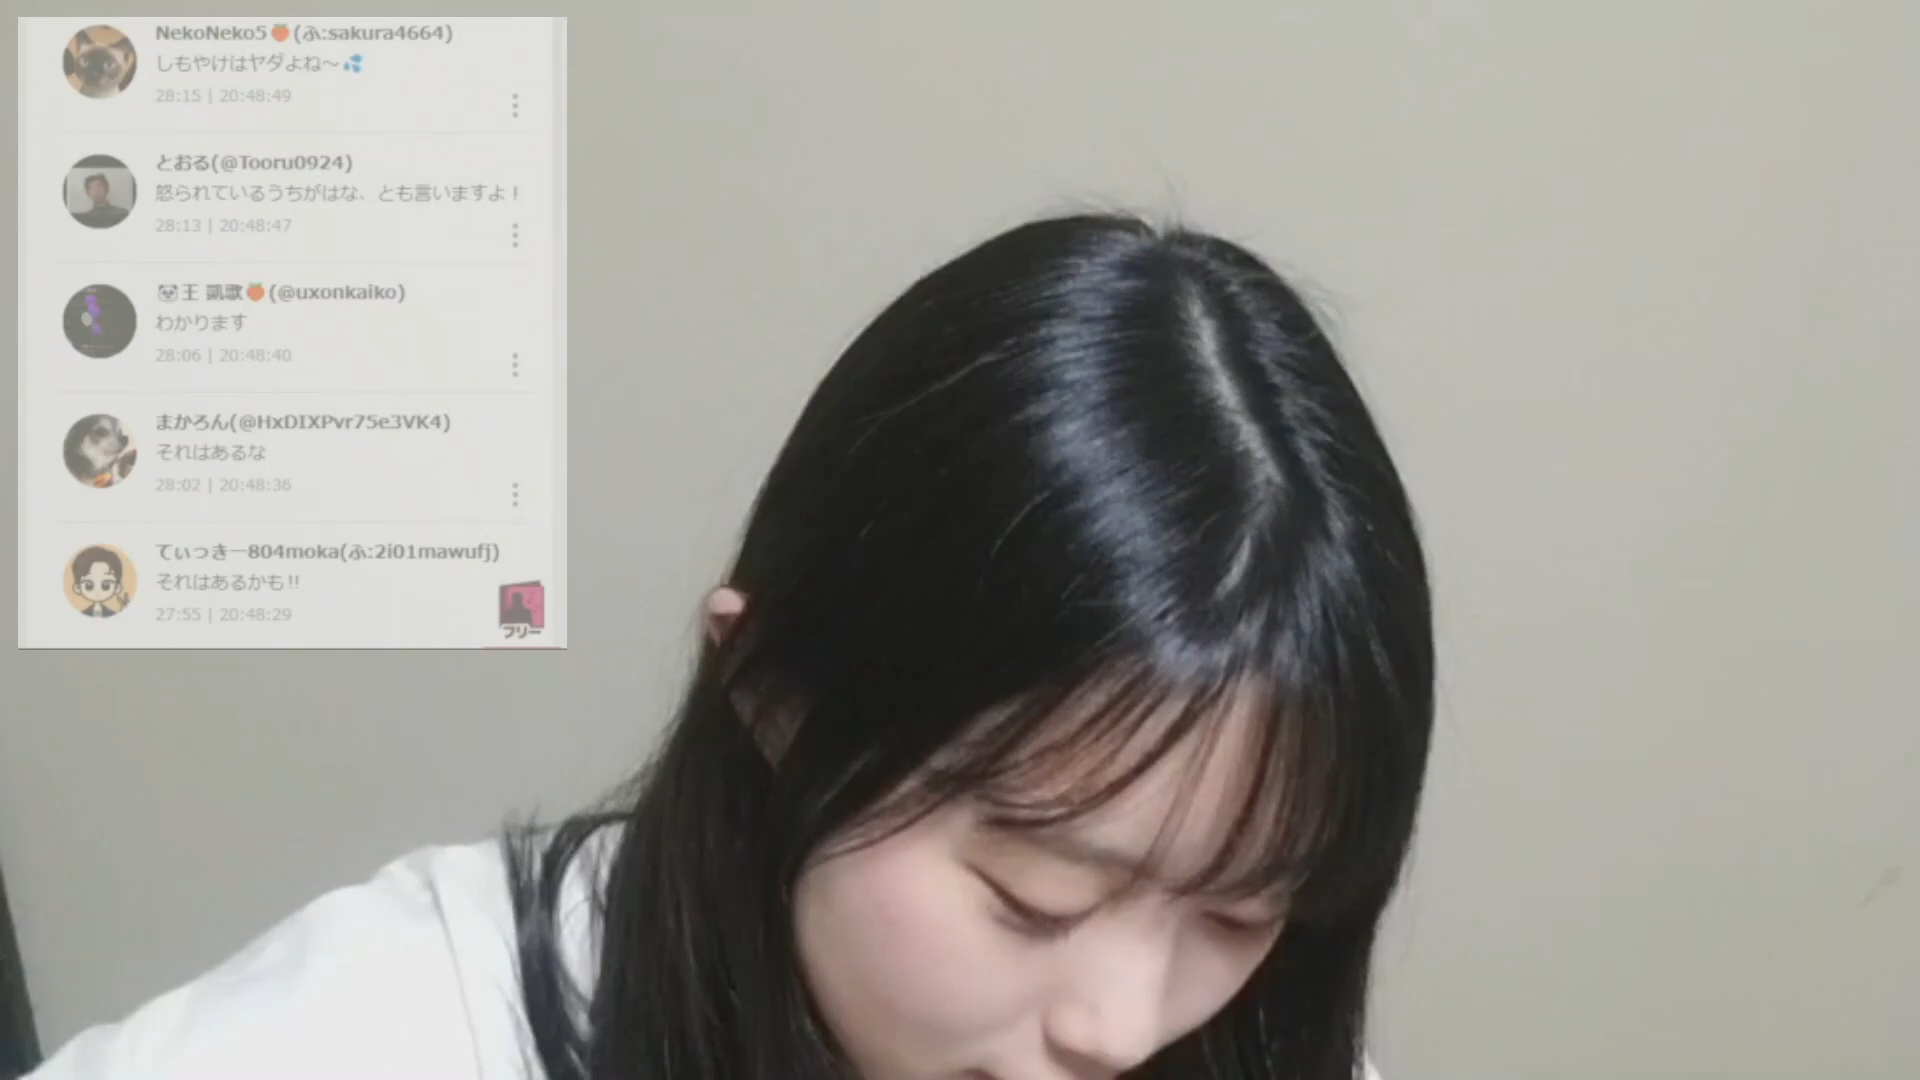 NekoNeko5🍑(ふ:sakura4664)
しもやけはヤダよね〜💦
28:15 | 20:48:49
とおる(@Tooru0924)
怒られているうちがはな、とも言いますよ！
28:13 | 20:48:47
🐼王 凱歌🍑(@uxonkaiko)
わかります
28:06 | 20:48:40
まかろん(@HxDIXPvr75e3VK4)
それはあるな
28:02 | 20:48:36
てぃっきー804moka(ふ:2i01mawufj)
それはあるかも!!
27:55 | 20:48:29
フリー